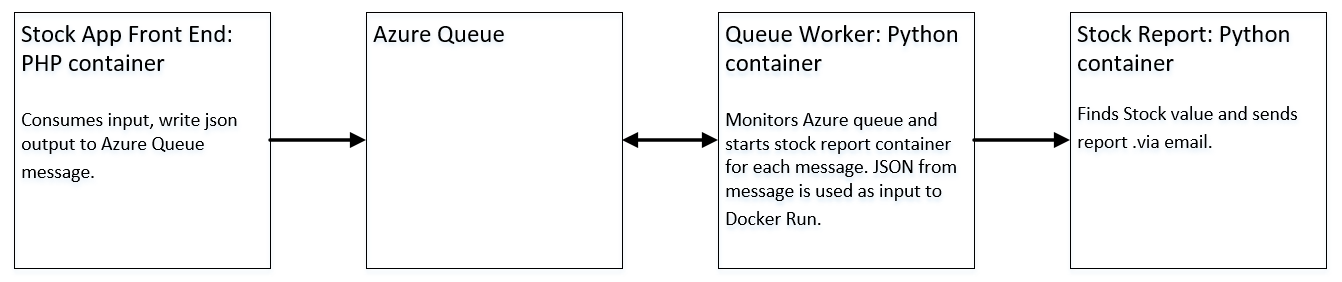 Stock App Front End:
PHP container
Consumes input, write json
output to Azure Queue
message.
Azure Queue
Queue Worker: Python
container
Monitors Azure queue and
starts stock report container
for each message. JSON from
message is used as input to
Docker Run.
Stock Report: Python
container
Finds Stock value and sends
report .via email.